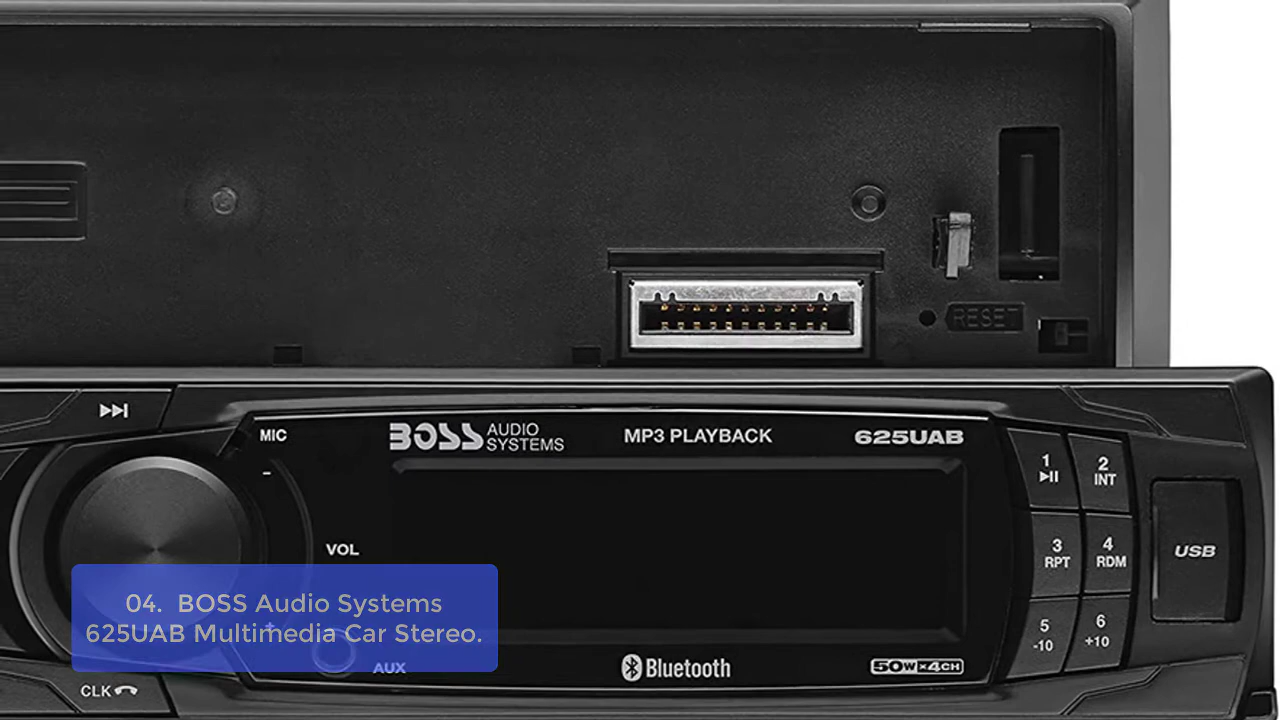 RESET
MIC
BOSS AUDIO SYSTEMS
MP3 PLAYBACK
625UAB
-
VOL
+
AUX
Bluetooth
50W×4CH
CLK
1
2
INT
3
RPT
4
RDM
5
-10
6
+10
USB
04. BOSS Audio Systems
625UAB Multimedia Car Stereo.